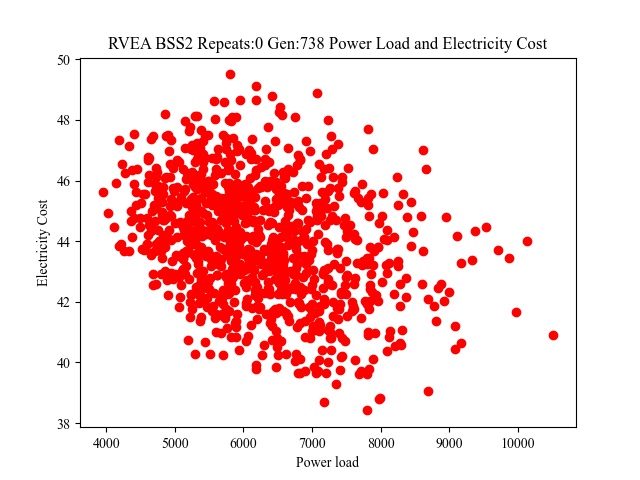 RVEA BSS2 Repeats:0 Gen:738 Power Load and Electricity Cost
50
48
46
44
42
40
38
Electricity Cost
4000 5000 6000 7000 8000 9000 10000
Power load